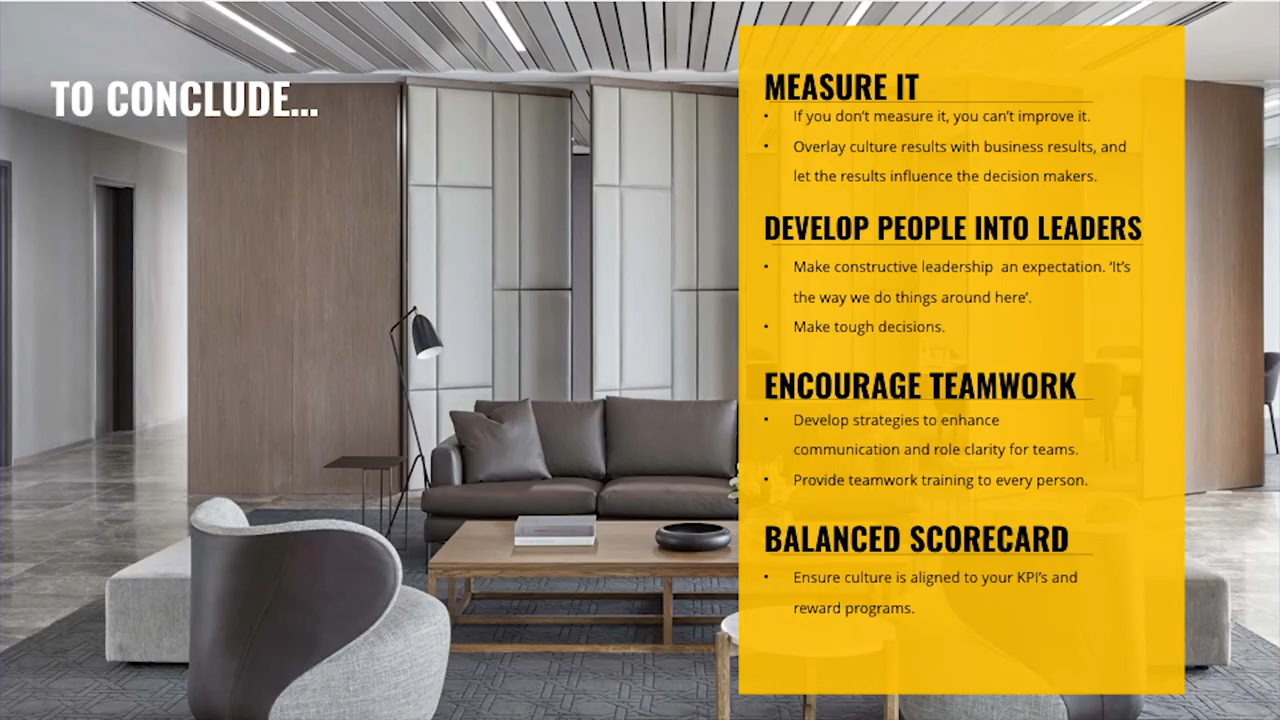 TO CONCLUDE...
MEASURE IT
• If you don't measure it, you can't improve it.
• Overlay culture results with business results, and
let the results influence the decision makers.
DEVELOP PEOPLE INTO LEADERS
• Make constructive leadership  an expectation. ‘It’s
the way we do things around here’.
• Make tough decisions.
ENCOURAGE TEAMWORK
• Develop strategies to enhance
communication and role clarity for teams.
• Provide teamwork training to every person.
BALANCED SCORECARD
• Ensure culture is aligned to your KPI’s and
reward programs.